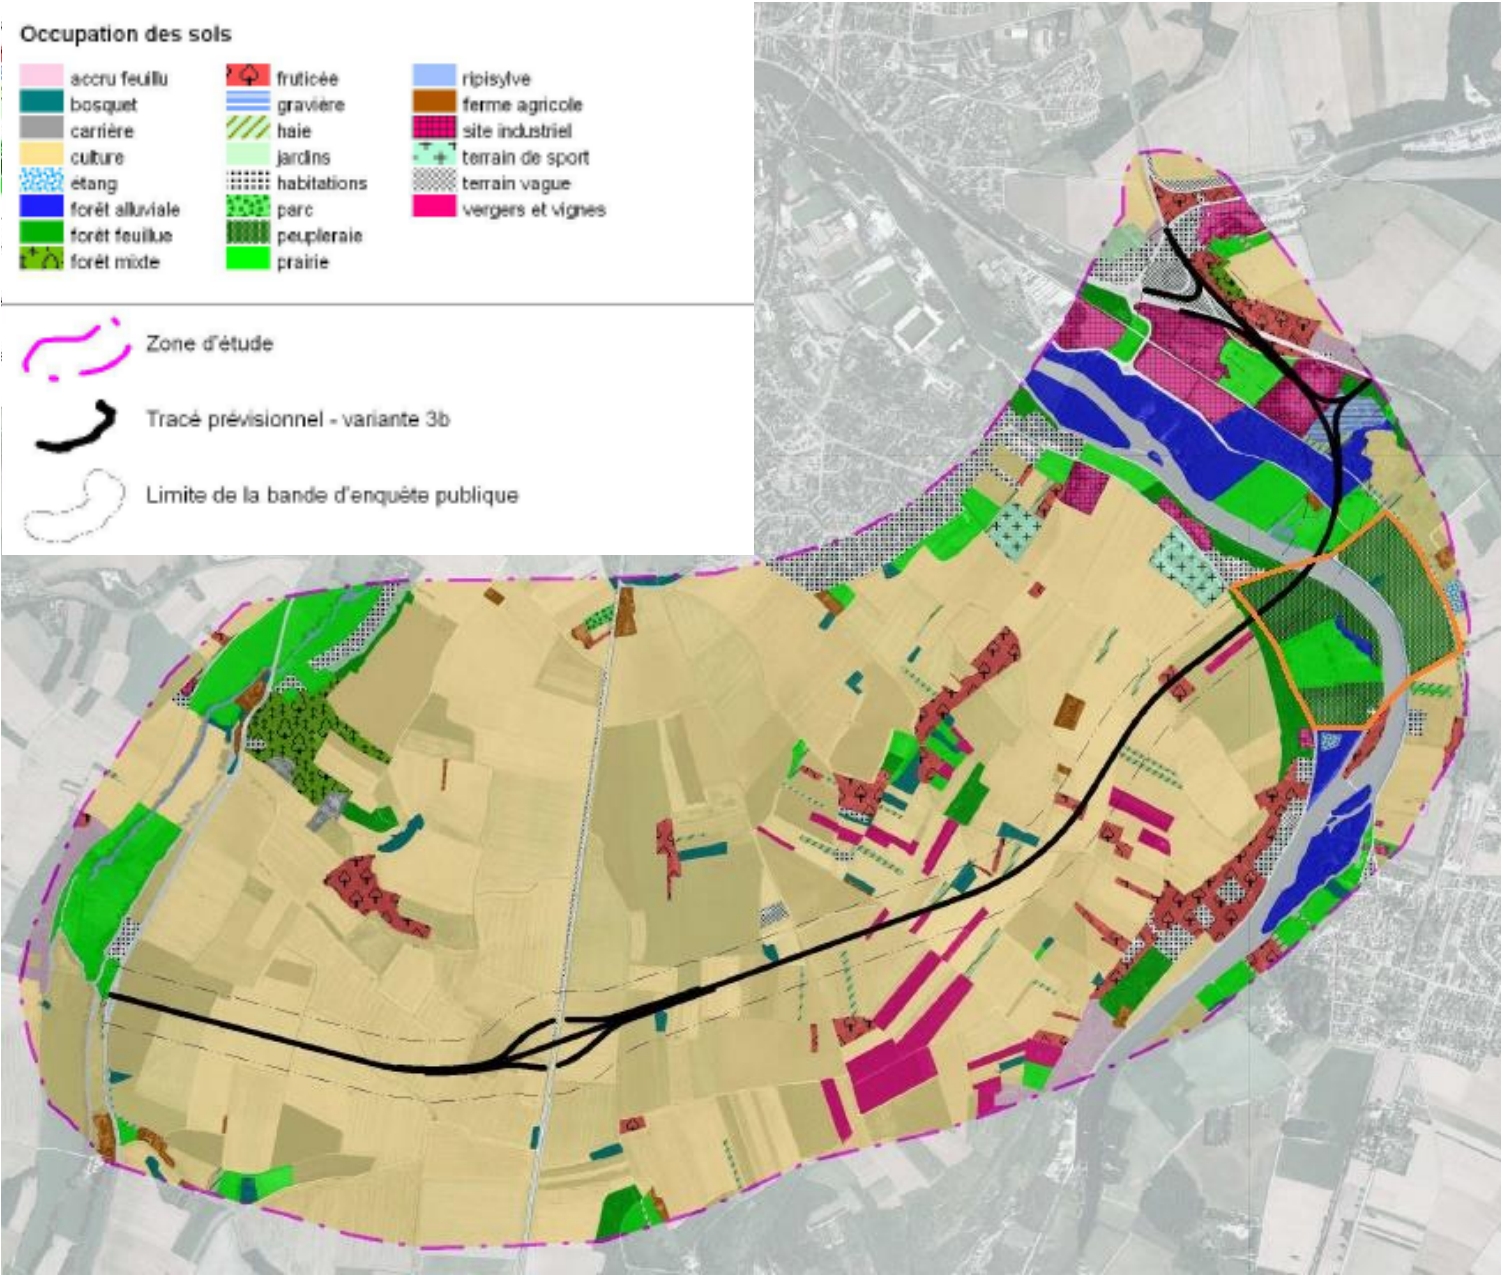 Occupation des sols
accru feuillu
bosquet
carrière
culture
étang
forêt alluviale
forêt feuillue
forêt mixte
fruticée
gravière
haie
jardins
habitations
parc
peupleraie
prairie
ripisylve
ferme agricole
site industriel
terrain de sport
terrain vague
vergers et vignes
Zone d'étude
Tracé prévisionnel - variante 3b
Limite de la bande d'enquête publique